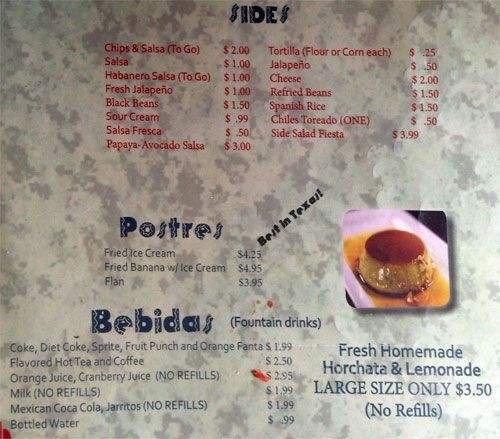 SIDES
Chips & Salsa (To Go) $ 2.00
Salsa $ 1.00
Habanero Salsa (To Go) $ 1.00
Fresh Jalapeño $ 1.00
Black Beans $ 1.50
Sour Cream $ .99
Salsa Fresca $ .50
Papaya-Avocado Salsa $ 3.00
Tortilla (Flour or Corn each) $ .25
Jalapeño $ .50
Cheese $ 2.00
Refried Beans $ 1.50
Spanish Rice $ 1.50
Chiles Toreado (ONE) $ .50
Side Salad Fiesta $ 3.99
Postres
Best in Texas!
Fried Ice Cream $4.25
Fried Banana w/ Ice Cream $4.95
Flan $3.95
Bebidas (Fountain drinks)
Coke, Diet Coke, Sprite, Fruit Punch and Orange Fanta $ 1.99
Flavored Hot Tea and Coffee $ 2.50
Orange Juice, Cranberry Juice (NO REFILLS) $ 2.95
Milk (NO REFILLS) $ 1.99
Mexican Coca Cola, Jarritos (NO REFILLS) $ 1.99
Bottled Water $ .99
Fresh Homemade
Horchata & Lemonade
LARGE SIZE ONLY $3.50
(No Refills)